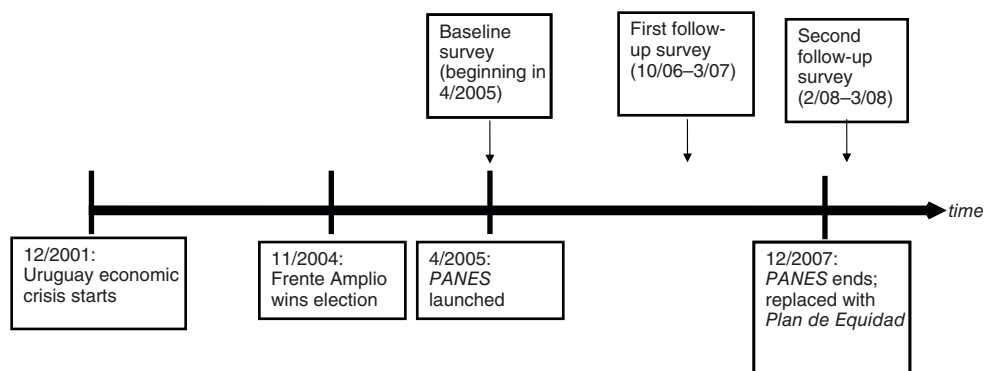 Baseline
survey
(beginning in
4/2005)
First follow-
up survey
(10/06–3/07)
Second
follow-up
survey
(2/08–3/08)
time
12/2001:
Uruguay economic
crisis starts
11/2004:
Frente Amplio
wins election
4/2005:
PANES
launched
12/2007:
PANES ends;
replaced with
Plan de Equidad